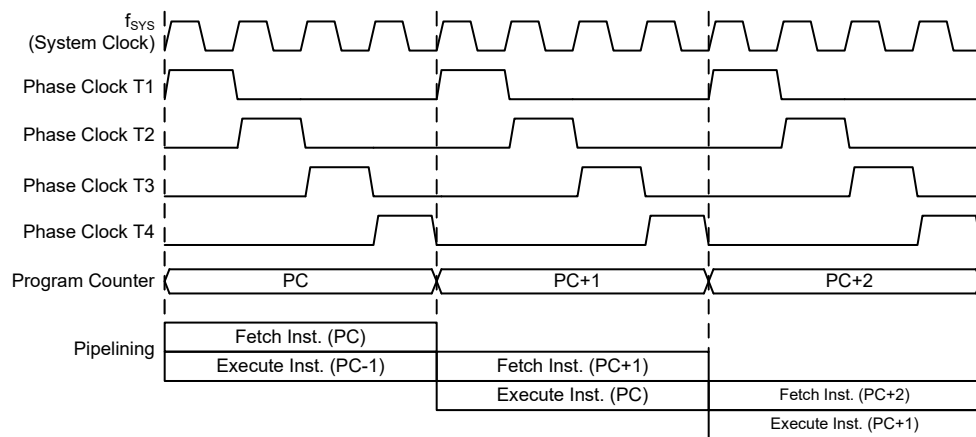 fSYS
(System Clock)
Phase Clock T1
Phase Clock T2
Phase Clock T3
Phase Clock T4
Program Counter PC PC+1 PC+2
Pipelining
Fetch Inst. (PC)
Execute Inst. (PC-1) Fetch Inst. (PC+1)
Execute Inst. (PC) Fetch Inst. (PC+2)
Execute Inst. (PC+1)